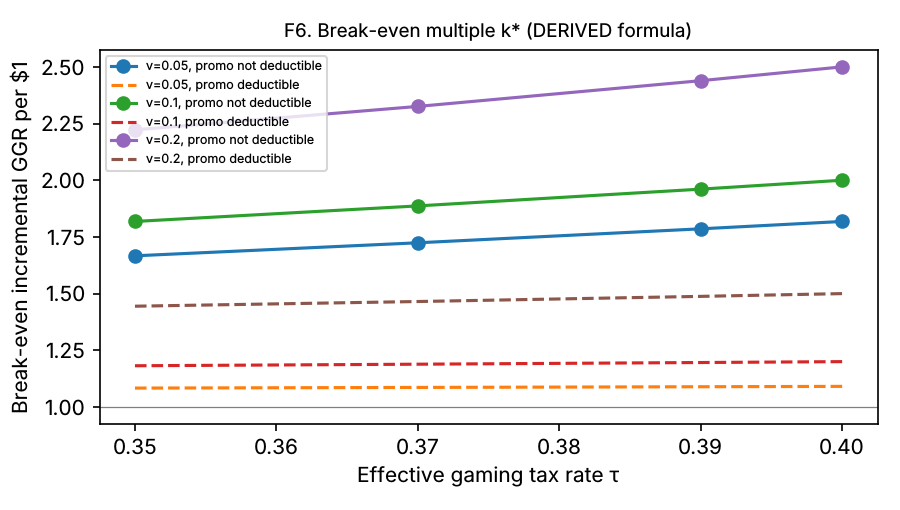 F6. Break-even multiple k* (DERIVED formula)
Break-even incremental GGR per $1
2.50
2.25
2.00
1.75
1.50
1.25
1.00
v=0.05, promo not deductible
v=0.05, promo deductible
v=0.1, promo not deductible
v=0.1, promo deductible
v=0.2, promo not deductible
v=0.2, promo deductible
0.35 0.36 0.37 0.38 0.39 0.40
Effective gaming tax rate τ